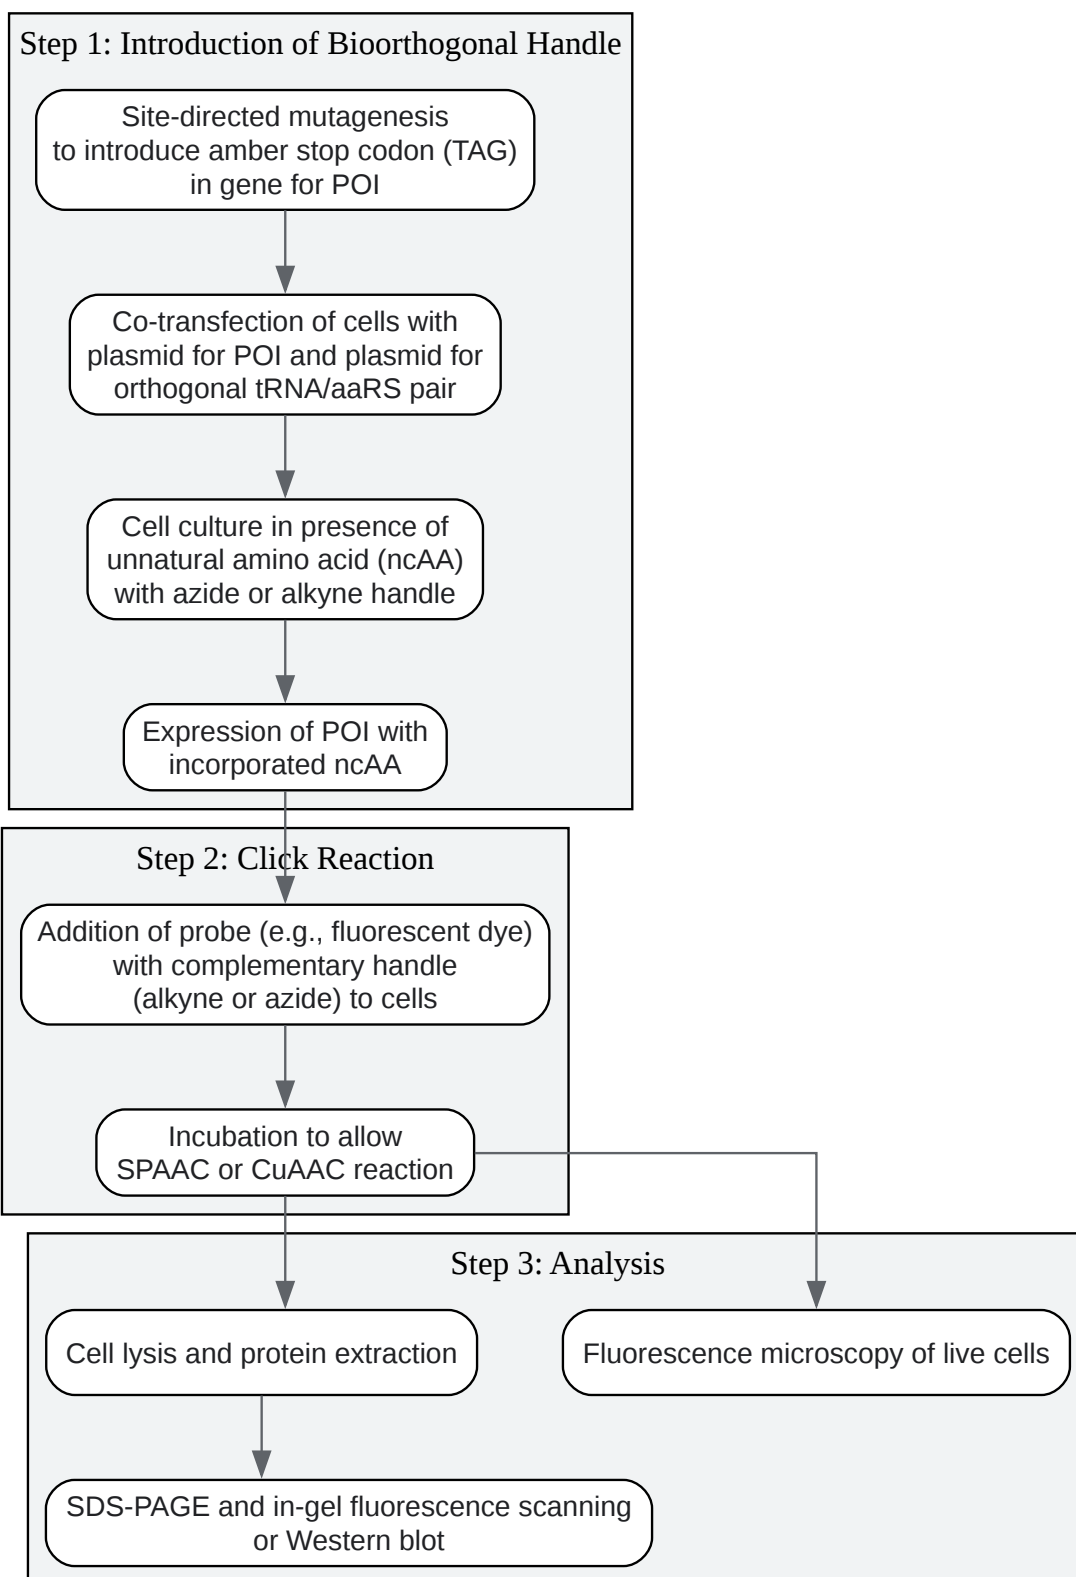 Step 1: Introduction of Bioorthogonal Handle
Site-directed mutagenesis
to introduce amber stop codon (TAG)
in gene for POI
Co-transfection of cells with
plasmid for POI and plasmid for
orthogonal tRNA/aaRS pair
Cell culture in presence of
unnatural amino acid (ncAA)
with azide or alkyne handle
Expression of POI with
incorporated ncAA
Step 2: Click Reaction
Addition of probe (e.g., fluorescent dye)
with complementary handle
(alkyne or azide) to cells
Incubation to allow
SPAAC or CuAAC reaction
Step 3: Analysis
Cell lysis and protein extraction
Fluorescence microscopy of live cells
SDS-PAGE and in-gel fluorescence scanning
or Western blot